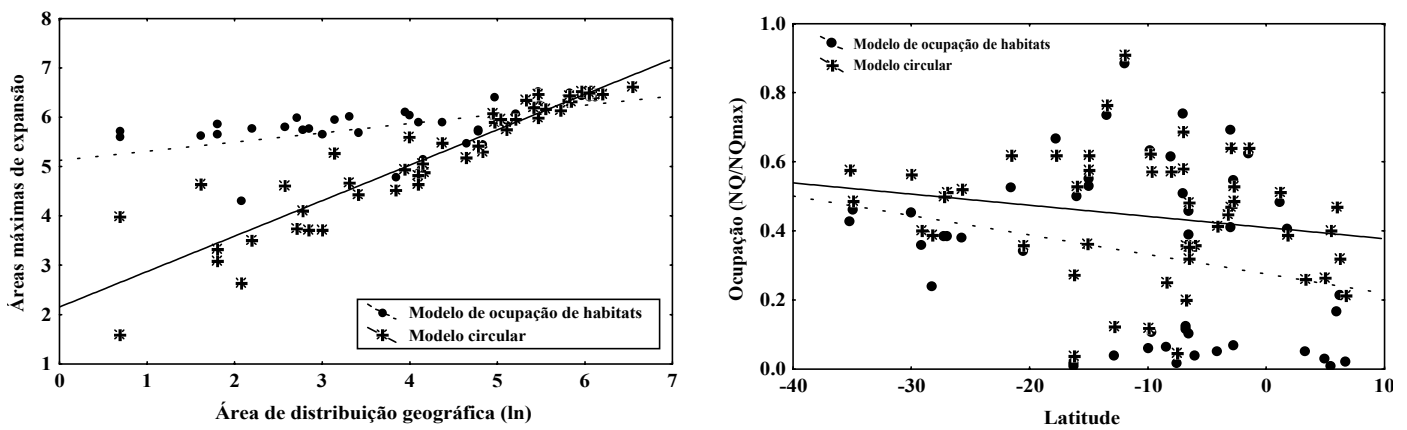 8
7
6
5
4
3
2
1
Áreas máximas de expansão
Modelo de ocupação de habitats
Modelo circular
0 1 2 3 4 5 6 7
Área de distribuição geográfica (ln)
1.0
0.8
0.6
0.4
0.2
0.0
Ocupação (NQ/NQmax)
Modelo de ocupação de habitats
Modelo circular
-40 -30 -20 -10 0 10
Latitude